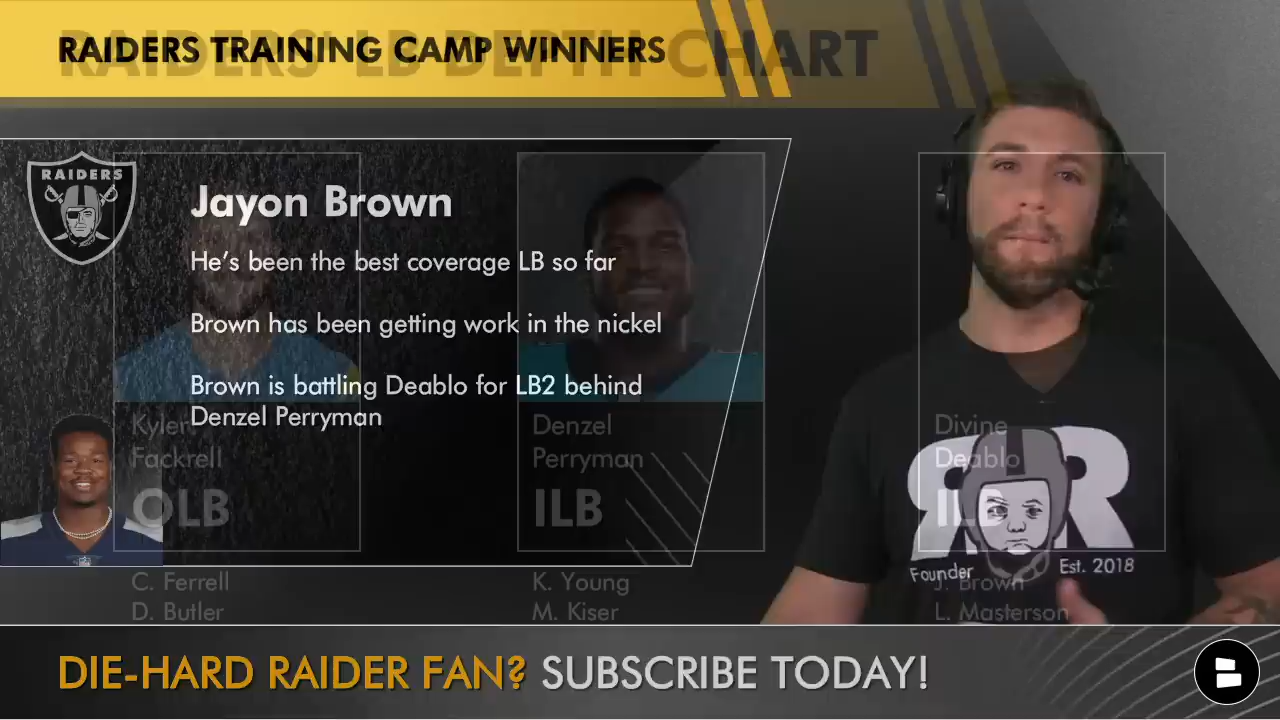 RAIDERS TRAINING CAMP WINNERS
RAIDERS' LB DEPTH CHART
RAIDERS
Jayon Brown
He's been the best coverage LB so far
Brown has been getting work in the nickel
Brown is battling Deablo for LB2 behind
Denzel Perryman
Kyler
Fackrell
OLB
C. Ferrell
D. Butler
Denzel
Perryman
ILB
K. Young
M. Kiser
Divine
Deablo
ILB
J. Brown
L. Masterson
RR
Founder
Est. 2018
DIE-HARD RAIDER FAN? SUBSCRIBE TODAY!